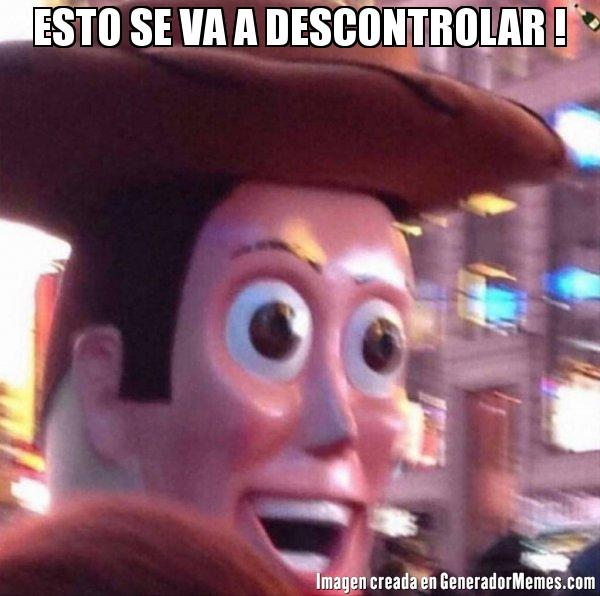 ESTO SE VA A DESCONTROLAR !
Imagen creada en GeneradorMemes.com